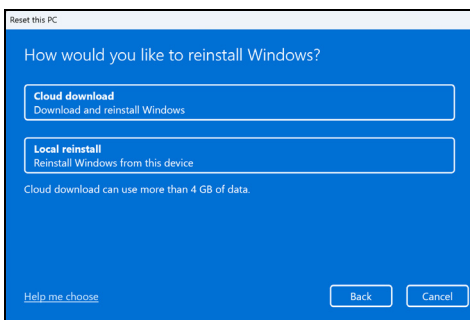 Reset this PC
How would you like to reinstall Windows?
Cloud download
Download and reinstall Windows
Local reinstall
Reinstall Windows from this device
Cloud download can use more than 4 GB of data.
Help me choose
Back
Cancel